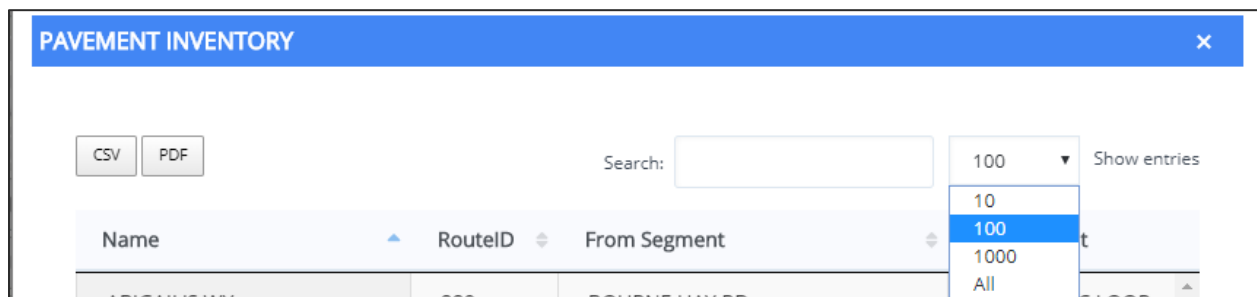 PAVEMENT INVENTORY ×
CSV PDF Search: 100 Show entries
10
100
1000
All
Name RouteID From Segment t